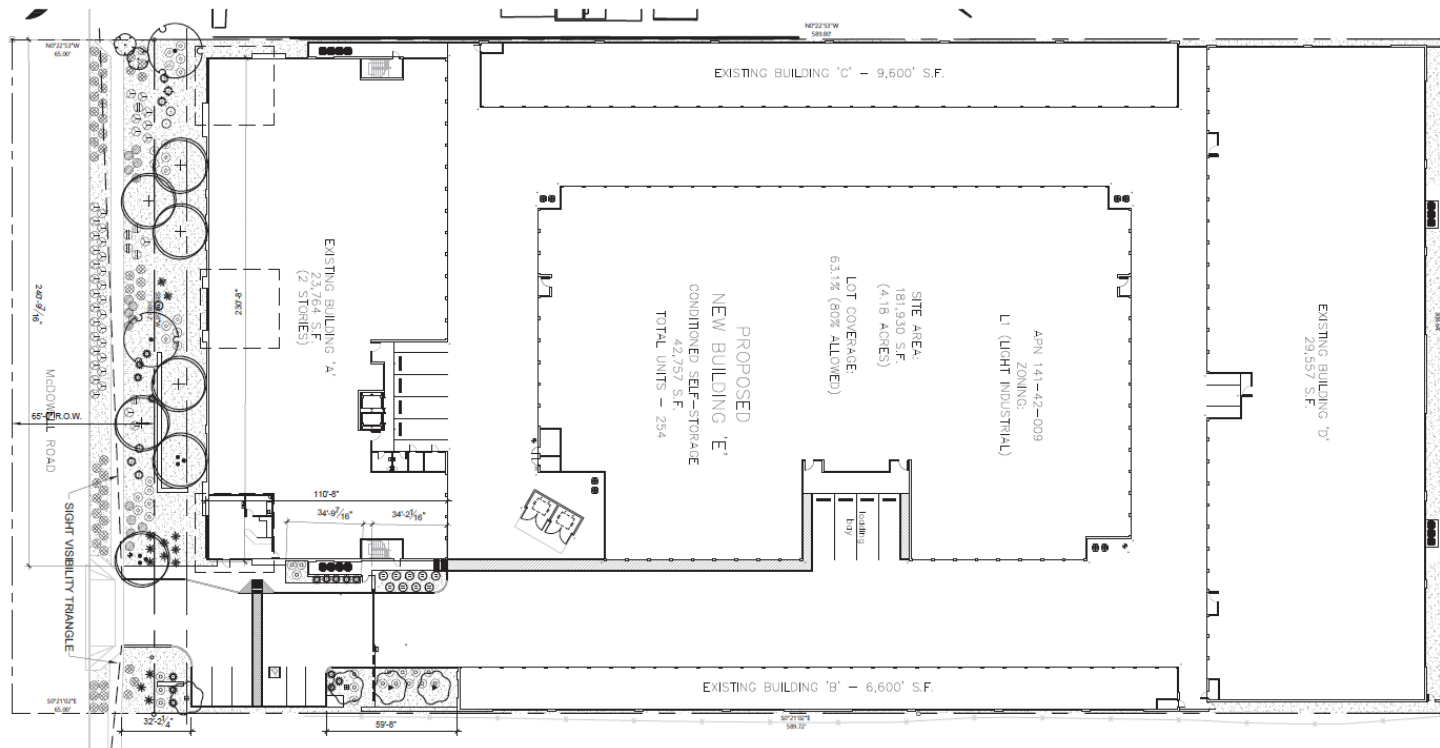 N0°22'53"W
65.00'
N0°22'53"W
589.80'
EXISTING BUILDING 'C' - 9,600' S.F.
EXISTING BUILDING 'A'
23,764 S.F.
(2 STORIES)
230'-8"
240'-9 7/16"
65'-0" R.O.W.
McDOWELL ROAD
SIGHT VISIBILITY TRIANGLE
PROPOSED
NEW BUILDING 'E'
CONDITIONED SELF-STORAGE
42,757 S.F.
TOTAL UNITS - 254
SITE AREA:
181,930 S.F.
(4.18 ACRES)
LOT COVERAGE:
63.1% (80% ALLOWED)
APN 141-42-009
ZONING:
L1 (LIGHT INDUSTRIAL)
EXISTING BUILDING 'D'
29,557 S.F.
loading
bay
110'-8"
34'-9 7/16"
34'-2 1/16"
EXISTING BUILDING 'B' - 6,600' S.F.
S0°21'02"E
65.00'
32'-2 1/4"
59'-8"
S0°21'02"E
589.72'